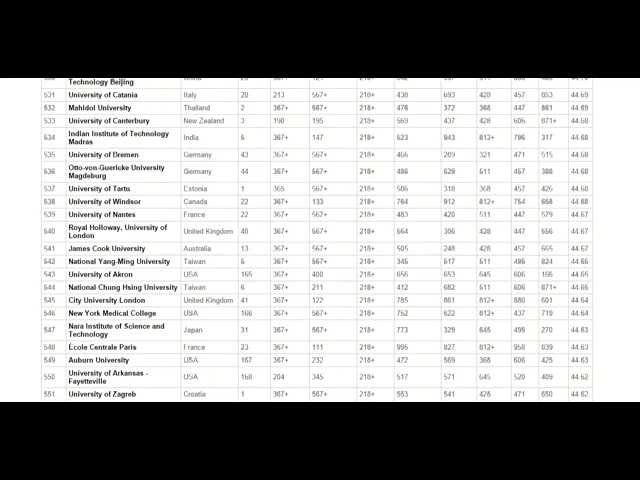 Technology Beijing
531 University of Catania Italy 20 213 567+ 218+ 438 693 428 457 853 44.69
532 Mahidol University Thailand 2 367+ 567+ 218+ 476 372 368 447 861 44.69
533 University of Canterbury New Zealand 3 190 195 218+ 569 437 428 606 871+ 44.68
534 Indian Institute of Technology Madras India 5 367+ 147 218+ 623 943 812+ 796 317 44.68
535 University of Bremen Germany 43 367+ 567+ 218+ 466 289 321 471 515 44.68
536 Otto-von-Guericke University Magdeburg Germany 44 367+ 567+ 218+ 486 629 511 457 388 44.68
537 University of Tartu Estonia 1 365 567+ 218+ 586 318 368 457 426 44.68
538 University of Windsor Canada 22 367+ 133 218+ 764 912 812+ 764 658 44.68
539 University of Nantes France 22 367+ 567+ 218+ 483 420 511 447 579 44.67
540 Royal Holloway, University of London United Kingdom 40 367+ 567+ 218+ 564 306 428 447 556 44.67
541 James Cook University Australia 13 367+ 567+ 218+ 505 248 428 457 665 44.67
542 National Yang-Ming University Taiwan 5 367+ 567+ 218+ 345 517 511 495 824 44.65
543 University of Akron USA 165 367+ 400 218+ 656 653 645 606 166 44.65
544 National Chung Hsing University Taiwan 6 367+ 211 218+ 412 682 511 606 871+ 44.65
545 City University London United Kingdom 41 367+ 122 218+ 785 861 812+ 880 601 44.64
546 New York Medical College USA 166 367+ 567+ 218+ 752 622 812+ 437 719 44.64
547 Nara Institute of Science and Technology Japan 31 367+ 567+ 218+ 773 329 645 495 270 44.63
548 École Centrale Paris France 23 367+ 111 218+ 995 827 812+ 958 839 44.63
549 Auburn University USA 167 367+ 232 218+ 472 569 368 606 425 44.63
550 University of Arkansas - Fayetteville USA 168 204 345 218+ 517 571 645 520 409 44.62
551 University of Zagreb Croatia 1 367+ 567+ 218+ 553 541 428 471 650 44.62